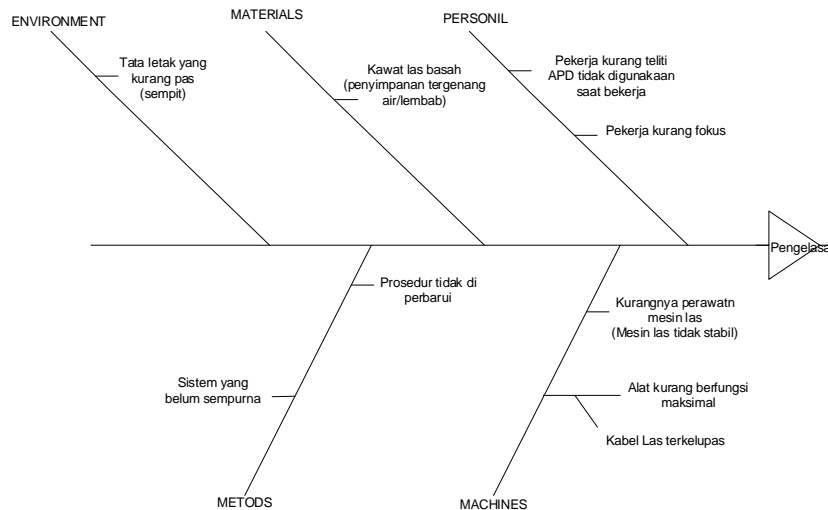 ENVIRONMENT
MATERIALS
PERSONIL
Tata letak yang
kurang pas
(sempit)
Kawat las basah
(penyimpanan tergenang
air/lembab)
Pekerja kurang teliti
APD tidak digunakaan
saat bekerja
Pekerja kurang fokus
Pengelasa
Prosedur tidak di
perbarui
Kurangnya perawatn
mesin las
(Mesin las tidak stabil)
Sistem yang
belum sempurna
Alat kurang berfungsi
maksimal
Kabel Las terkelupas
METODS
MACHINES